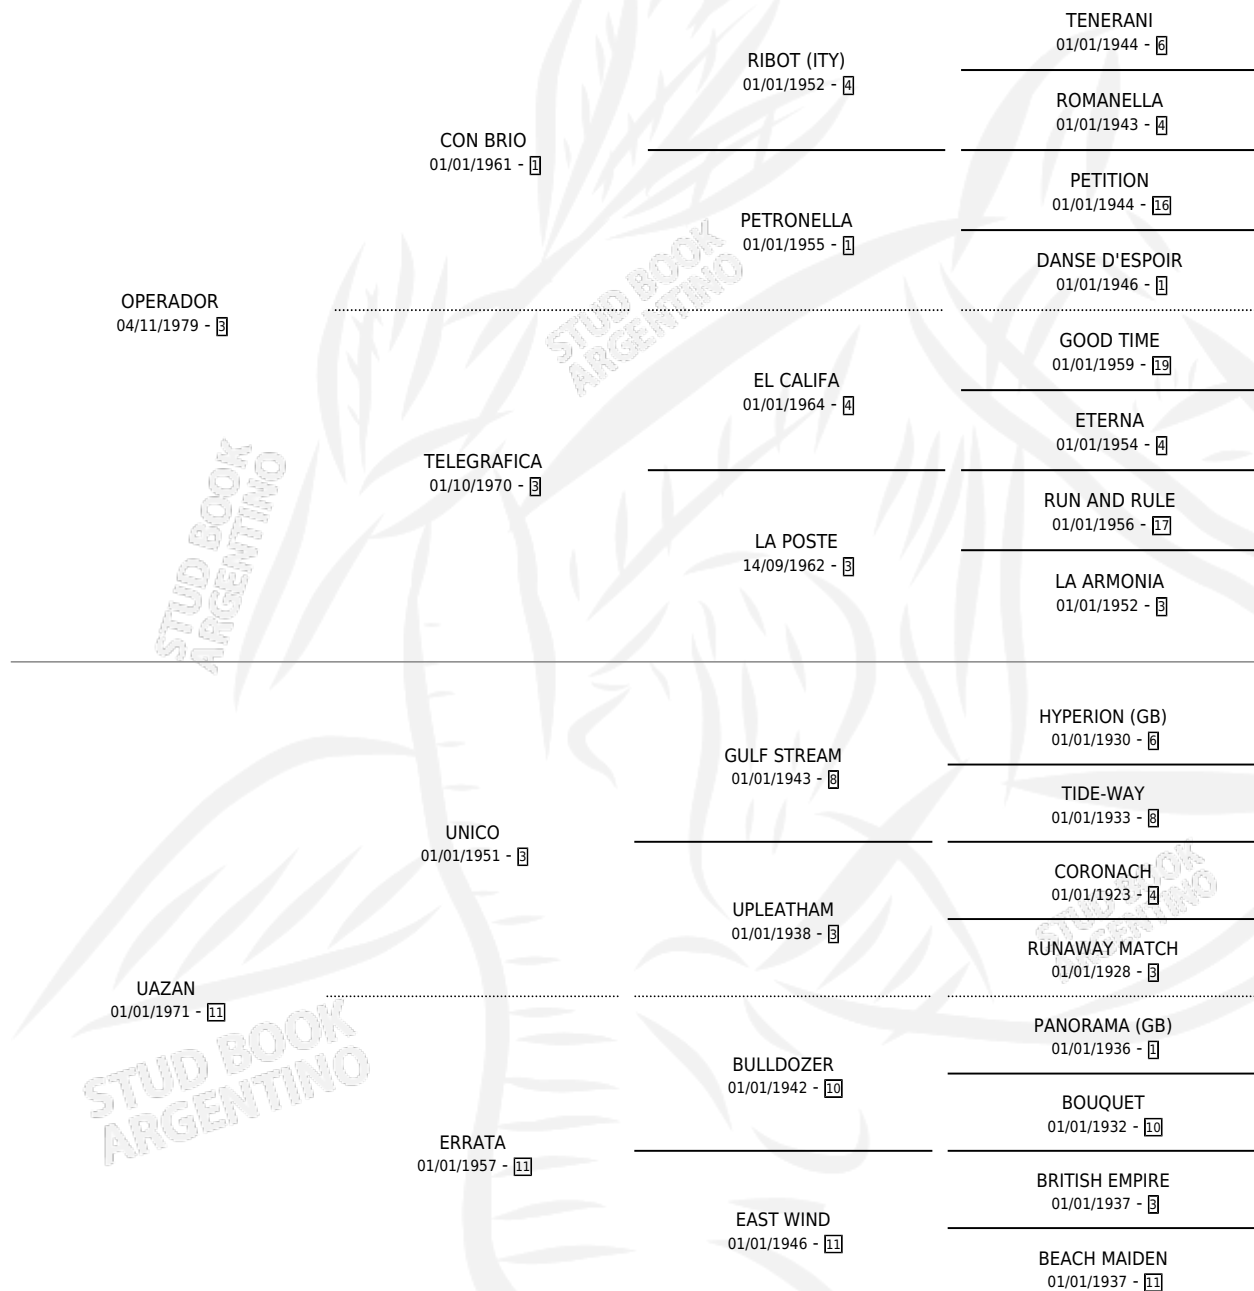 TENERANI
01/01/1944 - 6
RIBOT (ITY)
01/01/1952 - 4
ROMANELLA
01/01/1943 - 4
CON BRIO
01/01/1961 - 1
PETITION
01/01/1944 - 16
PETRONELLA
01/01/1955 - 1
DANSE D'ESPOIR
01/01/1946 - 1
OPERADOR
04/11/1979 - 3
GOOD TIME
01/01/1959 - 19
EL CALIFA
01/01/1964 - 4
ETERNA
01/01/1954 - 4
TELEGRAFICA
01/10/1970 - 3
RUN AND RULE
01/01/1956 - 17
LA POSTE
14/09/1962 - 3
LA ARMONIA
01/01/1952 - 3
STUD BOOK
ARGENTINO
STUD BOOK
ARGENTINO
HYPERION (GB)
01/01/1930 - 6
GULF STREAM
01/01/1943 - 8
TIDE-WAY
01/01/1933 - 8
UNICO
01/01/1951 - 3
CORONACH
01/01/1923 - 4
UPLEATHAM
01/01/1938 - 3
RUNAWAY MATCH
01/01/1928 - 3
UAZAN
01/01/1971 - 11
PANORAMA (GB)
01/01/1936 - 1
BULLDOZER
01/01/1942 - 10
BOUQUET
01/01/1932 - 10
ERRATA
01/01/1957 - 11
BRITISH EMPIRE
01/01/1937 - 3
EAST WIND
01/01/1946 - 11
BEACH MAIDEN
01/01/1937 - 11
STUD BOOK
ARGENTINO
STUD BOOK
ARGENTINO